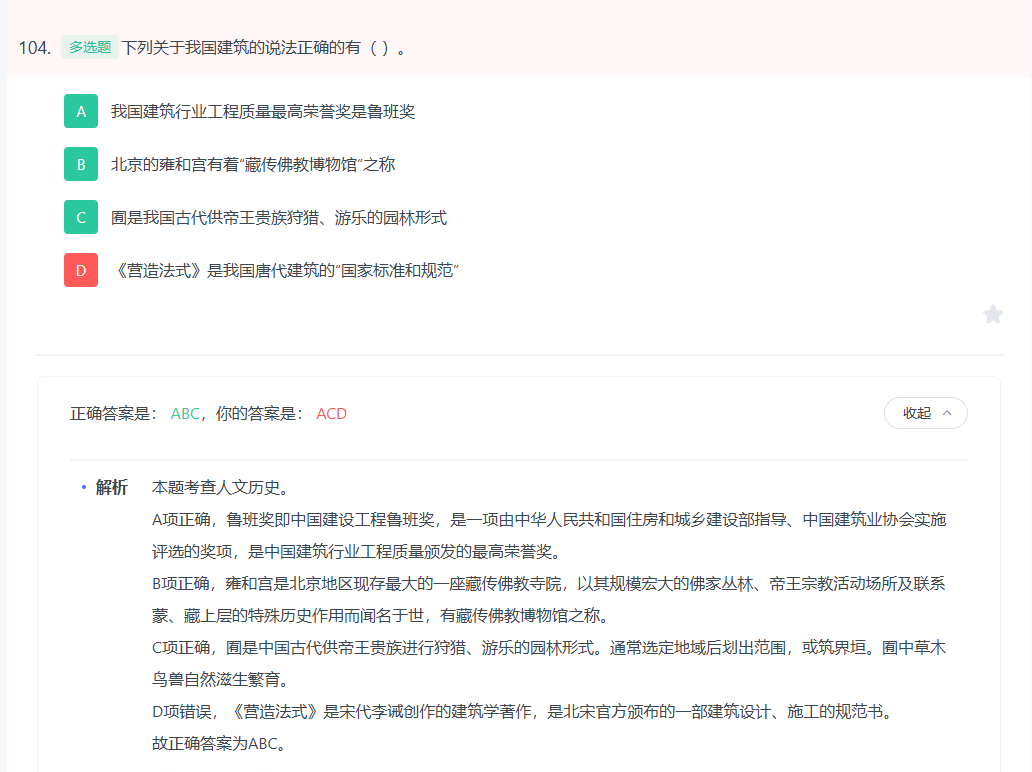 104. 多选题 下列关于我国建筑的说法正确的有（ ）。
A 我国建筑行业工程质量最高荣誉奖是鲁班奖
B 北京的雍和宫有着“藏传佛教博物馆”之称
C 囿是我国古代供帝王贵族狩猎、游乐的园林形式
D 《营造法式》是我国唐代建筑的“国家标准和规范”
正确答案是： ABC，你的答案是： ACD
收起
• 解析 本题考查人文历史。
A项正确，鲁班奖即中国建设工程鲁班奖，是一项由中华人民共和国住房和城乡建设部指导、中国建筑业协会实施
评选的奖项，是中国建筑行业工程质量颁发的最高荣誉奖。
B项正确，雍和宫是北京地区现存最大的一座藏传佛教寺院，以其规模宏大的佛家丛林、帝王宗教活动场所及联系
蒙、藏上层的特殊历史作用而闻名于世，有藏传佛教博物馆之称。
C项正确，囿是中国古代供帝王贵族进行狩猎、游乐的园林形式。通常选定地域后划出范围，或筑界垣。囿中草木
鸟兽自然滋生繁育。
D项错误，《营造法式》是宋代李诫创作的建筑学著作，是北宋官方颁布的一部建筑设计、施工的规范书。
故正确答案为ABC。